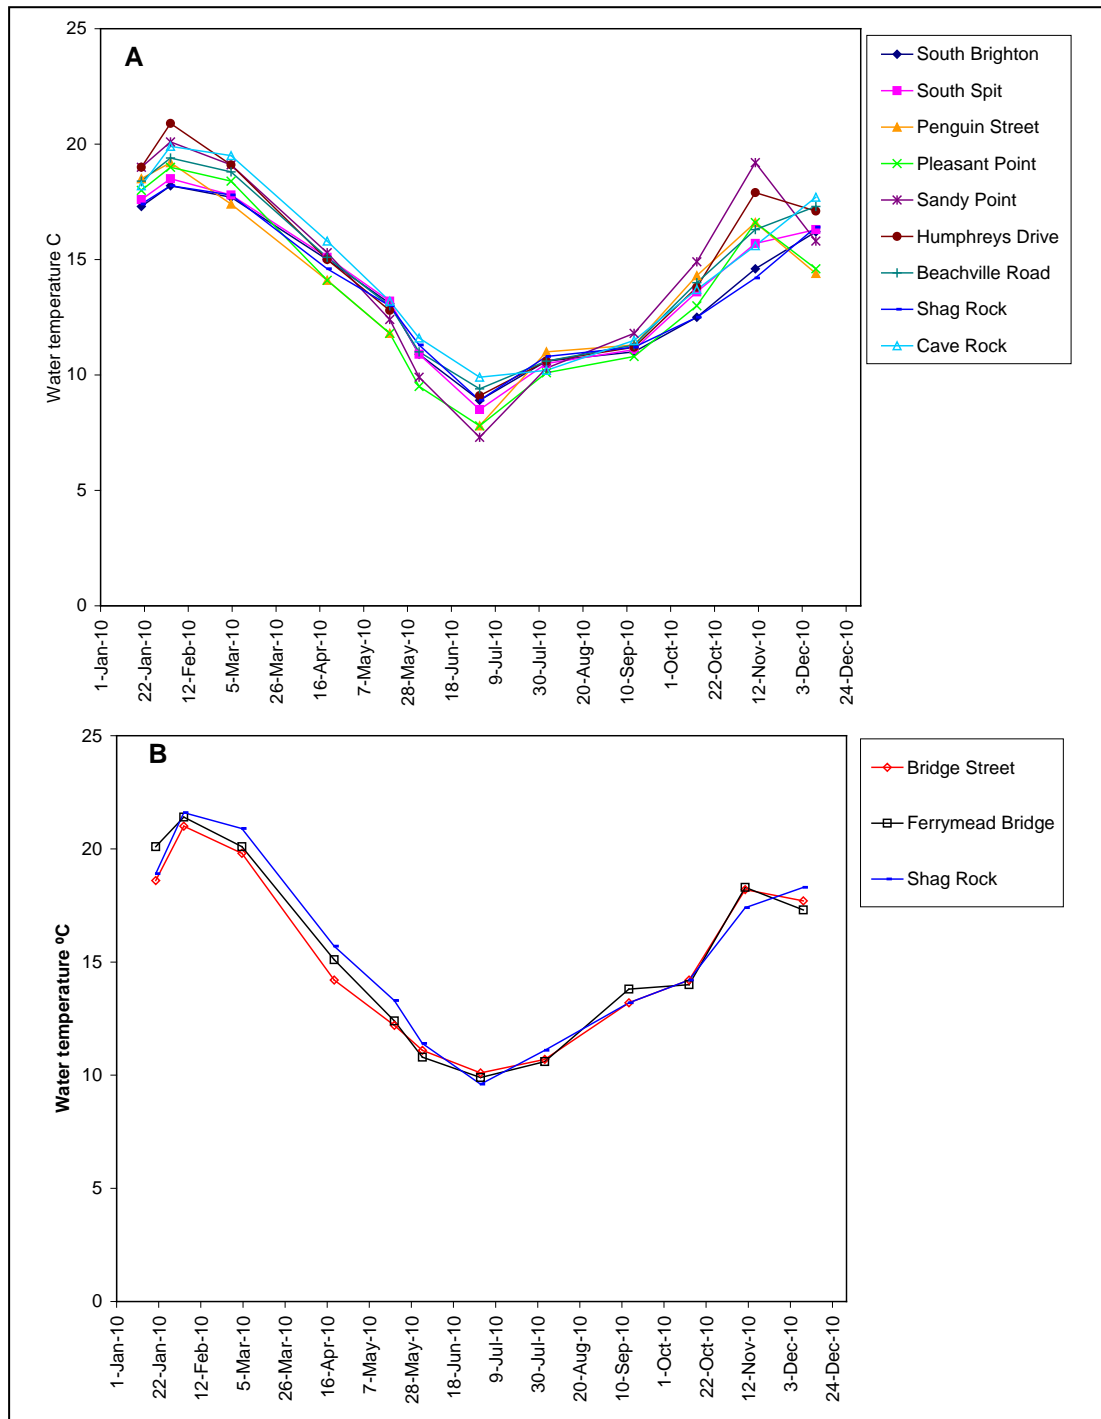 A
Water temperature C
25
20
15
10
5
0
1-Jan-10
22-Jan-10
12-Feb-10
5-Mar-10
26-Mar-10
16-Apr-10
7-May-10
28-May-10
18-Jun-10
9-Jul-10
30-Jul-10
20-Aug-10
10-Sep-10
1-Oct-10
22-Oct-10
12-Nov-10
3-Dec-10
24-Dec-10
South Brighton
South Spit
Penguin Street
Pleasant Point
Sandy Point
Humphreys Drive
Beachville Road
Shag Rock
Cave Rock
B
Water temperature ºC
25
20
15
10
5
0
1-Jan-10
22-Jan-10
12-Feb-10
5-Mar-10
26-Mar-10
16-Apr-10
7-May-10
28-May-10
18-Jun-10
9-Jul-10
30-Jul-10
20-Aug-10
10-Sep-10
1-Oct-10
22-Oct-10
12-Nov-10
3-Dec-10
24-Dec-10
Bridge Street
Ferrymead Bridge
Shag Rock